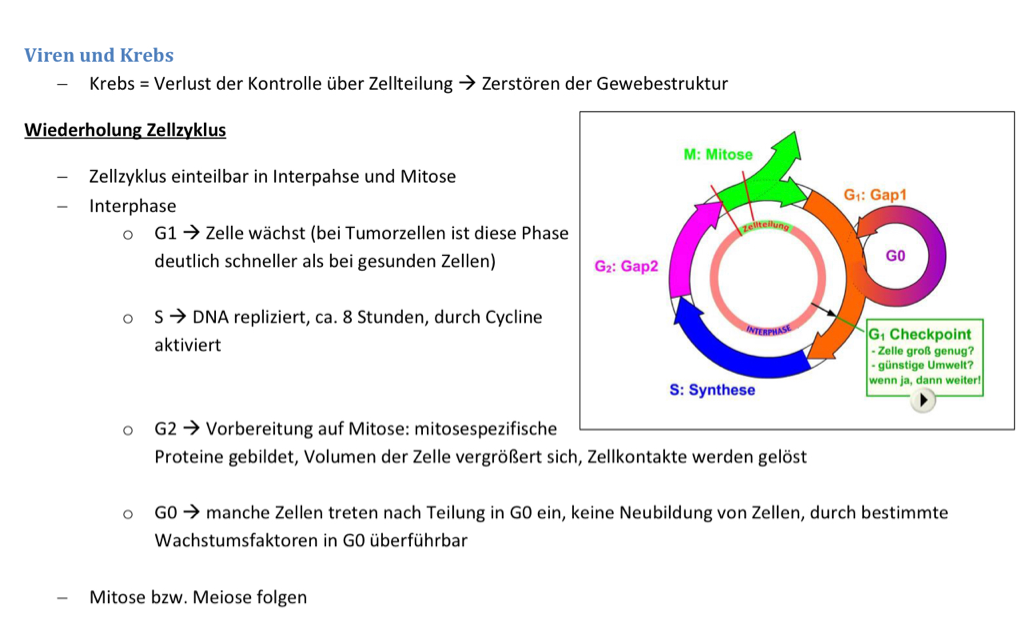 Viren und Krebs
– Krebs = Verlust der Kontrolle über Zellteilung → Zerstören der Gewebestruktur
Wiederholung Zellzyklus
– Zellzyklus einteilbar in Interpahse und Mitose
– Interphase
o G1 → Zelle wächst (bei Tumorzellen ist diese Phase
deutlich schneller als bei gesunden Zellen)
o S → DNA repliziert, ca. 8 Stunden, durch Cycline
aktiviert
o G2 → Vorbereitung auf Mitose: mitosespezifische
Proteine gebildet, Volumen der Zelle vergrößert sich, Zellkontakte werden gelöst
o G0 → manche Zellen treten nach Teilung in G0 ein, keine Neubildung von Zellen, durch bestimmte
Wachstumsfaktoren in G0 überführbar
– Mitose bzw. Meiose folgen
M: Mitose
G₁: Gap1
Zellteilung
G0
G₂: Gap2
INTERPHASE
G₁ Checkpoint
- Zelle groß genug?
- günstige Umwelt?
wenn ja, dann weiter!
S: Synthese